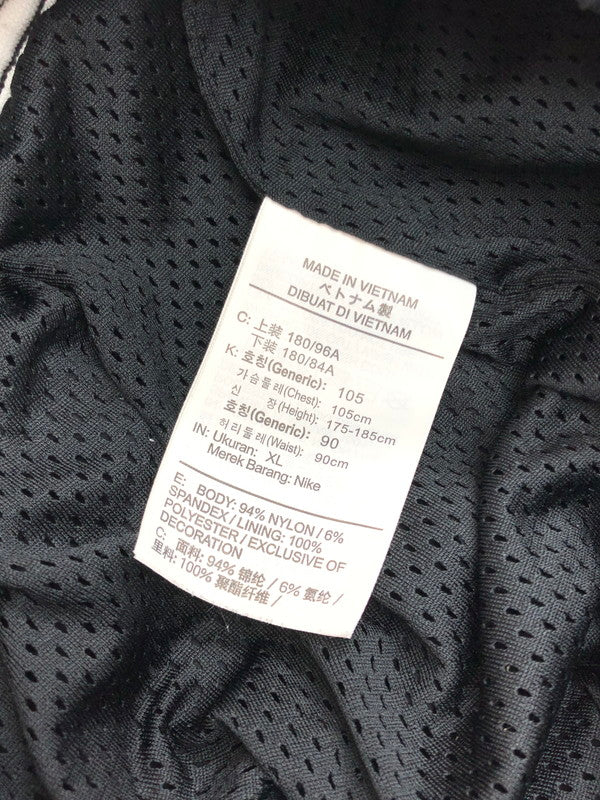 MADE IN VIETNAM
ベトナム製
DIBUAT DI VIETNAM
C: 上装 180/96A
下装 180/84A
K: 호칭(Generic): 105
가슴둘레(Chest): 105cm
신 장(Height): 175-185cm
호칭(Generic): 90
허리둘레(Waist): 90cm
IN: Ukuran: XL
Merek Barang: Nike
E: BODY: 94% NYLON / 6%
SPANDEX / LINING: 100%
POLYESTER / EXCLUSIVE OF
DECORATION
C: 面料: 94% 锦纶 / 6% 氨纶 /
里料: 100% 聚酯纤维 /